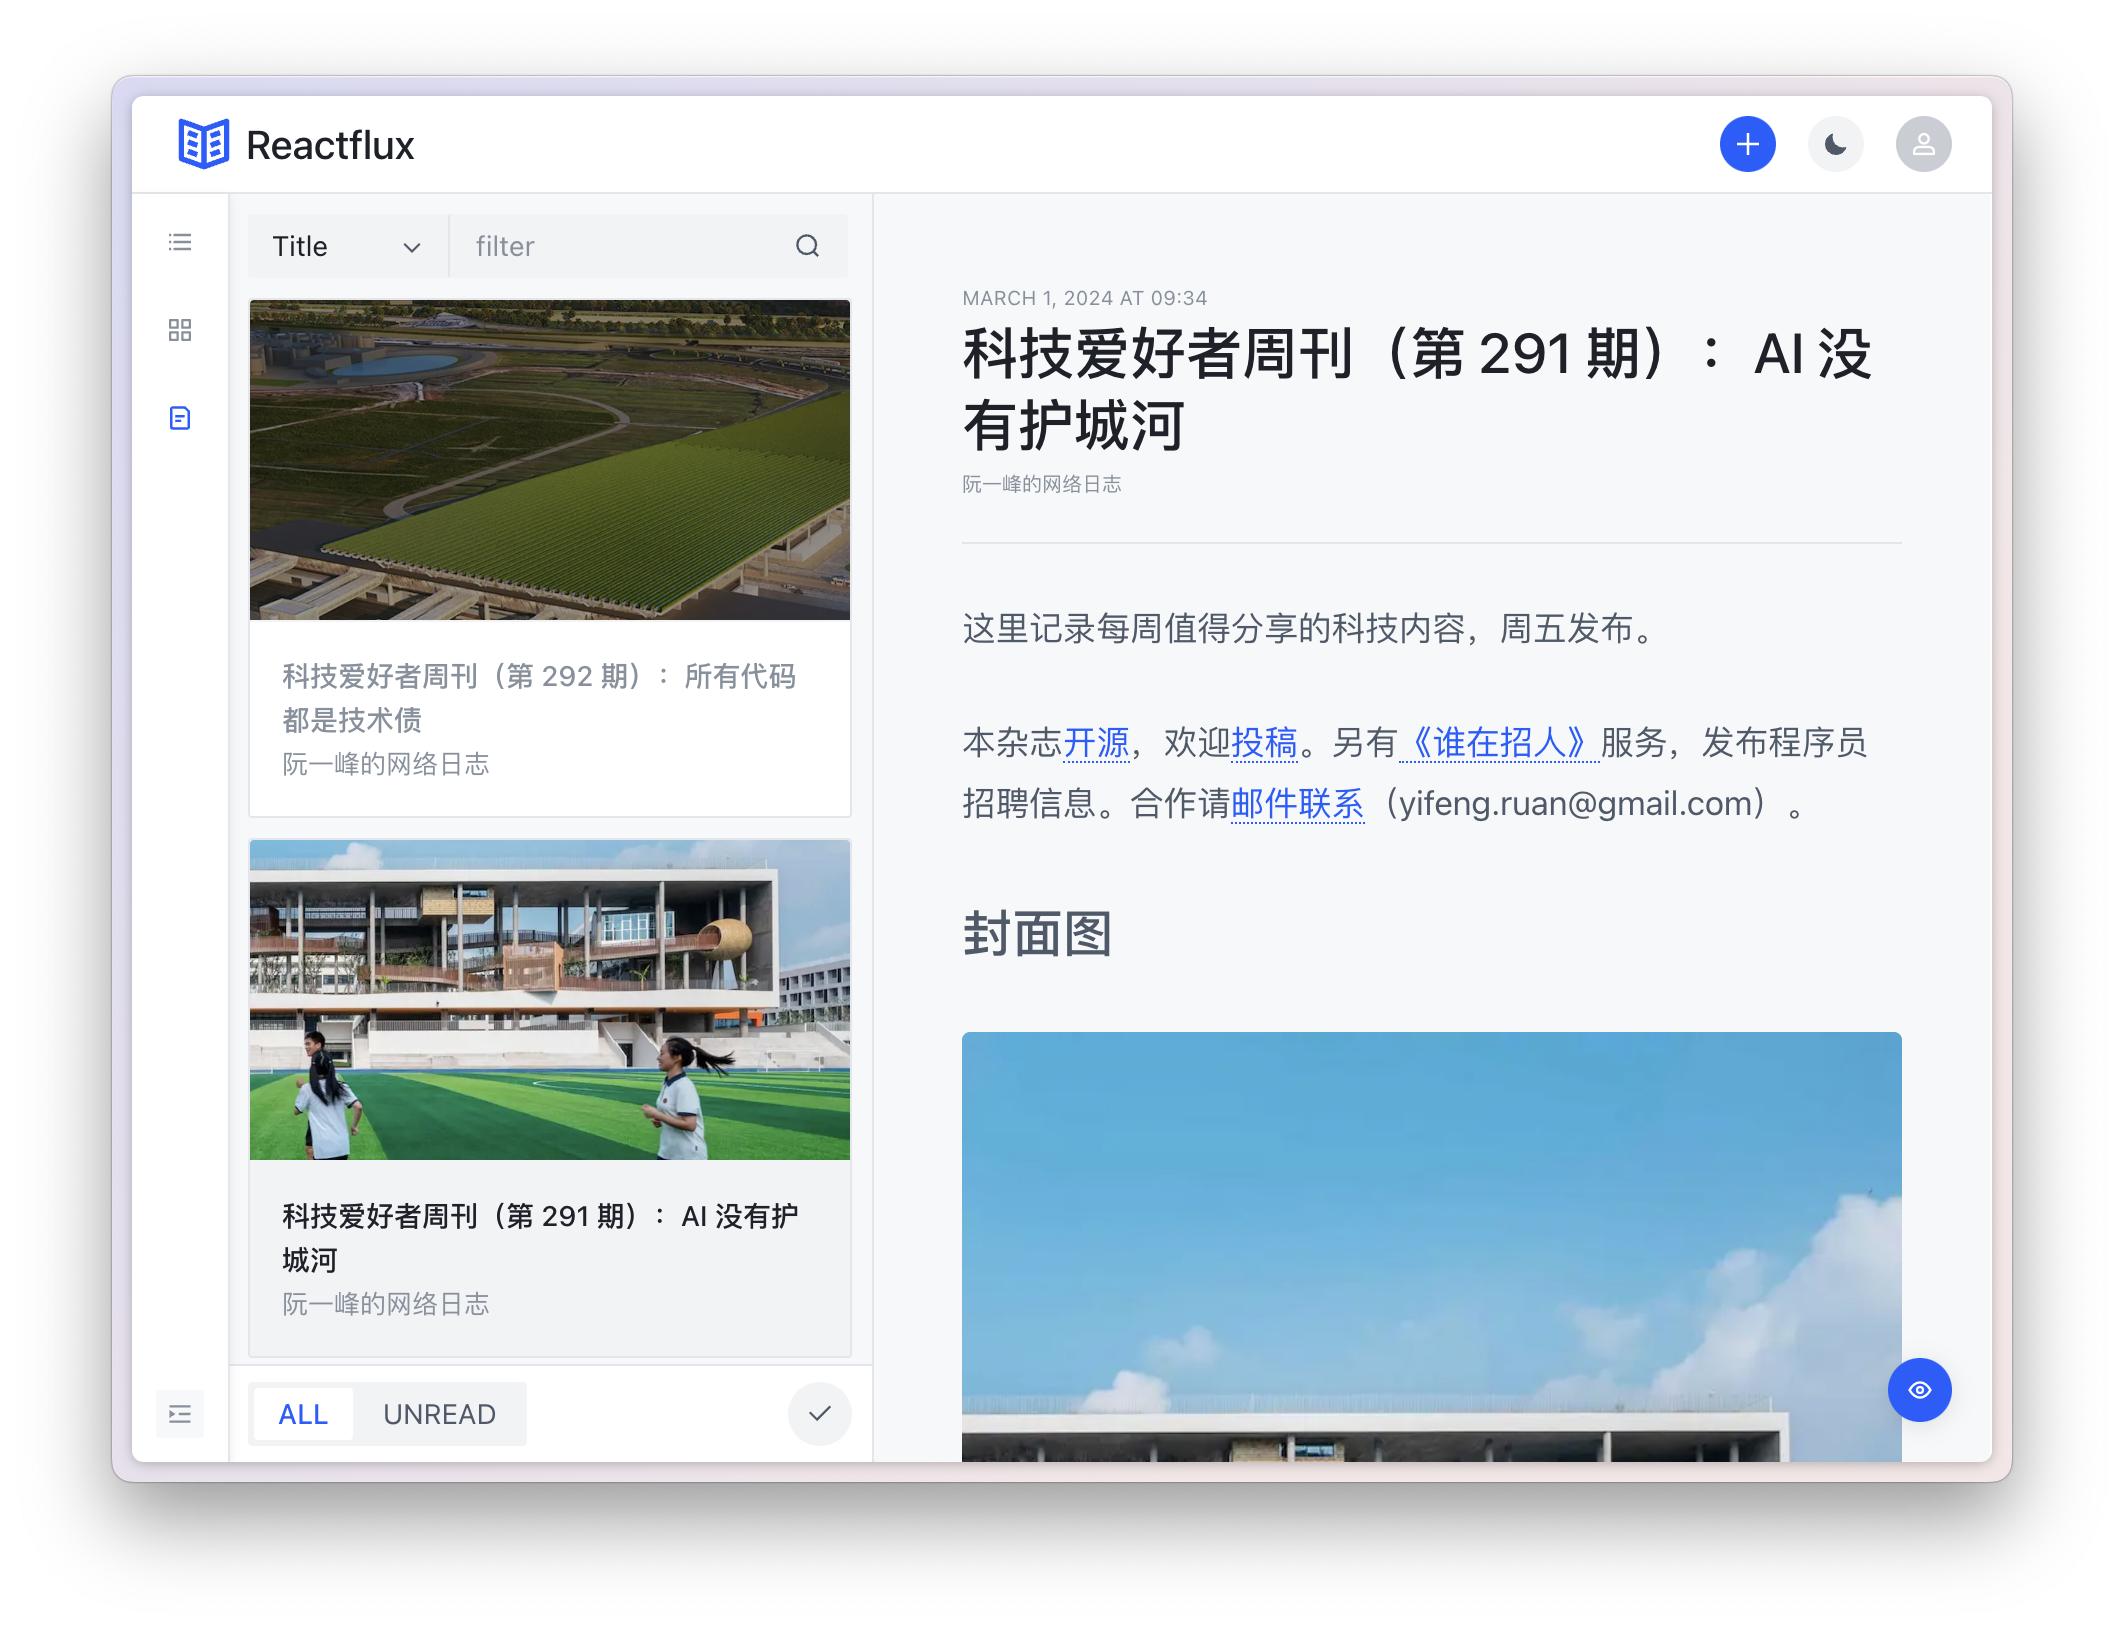 Reactflux
Title
filter
科技爱好者周刊（第 292 期）：所有代码
都是技术债
阮一峰的网络日志
科技爱好者周刊（第 291 期）：AI 没有护
城河
阮一峰的网络日志
ALL
UNREAD
MARCH 1, 2024 AT 09:34
科技爱好者周刊（第 291 期）：AI 没
有护城河
阮一峰的网络日志
这里记录每周值得分享的科技内容，周五发布。
本杂志开源，欢迎投稿。另有《谁在招人》服务，发布程序员
招聘信息。合作请邮件联系（yifeng.ruan@gmail.com）。
封面图